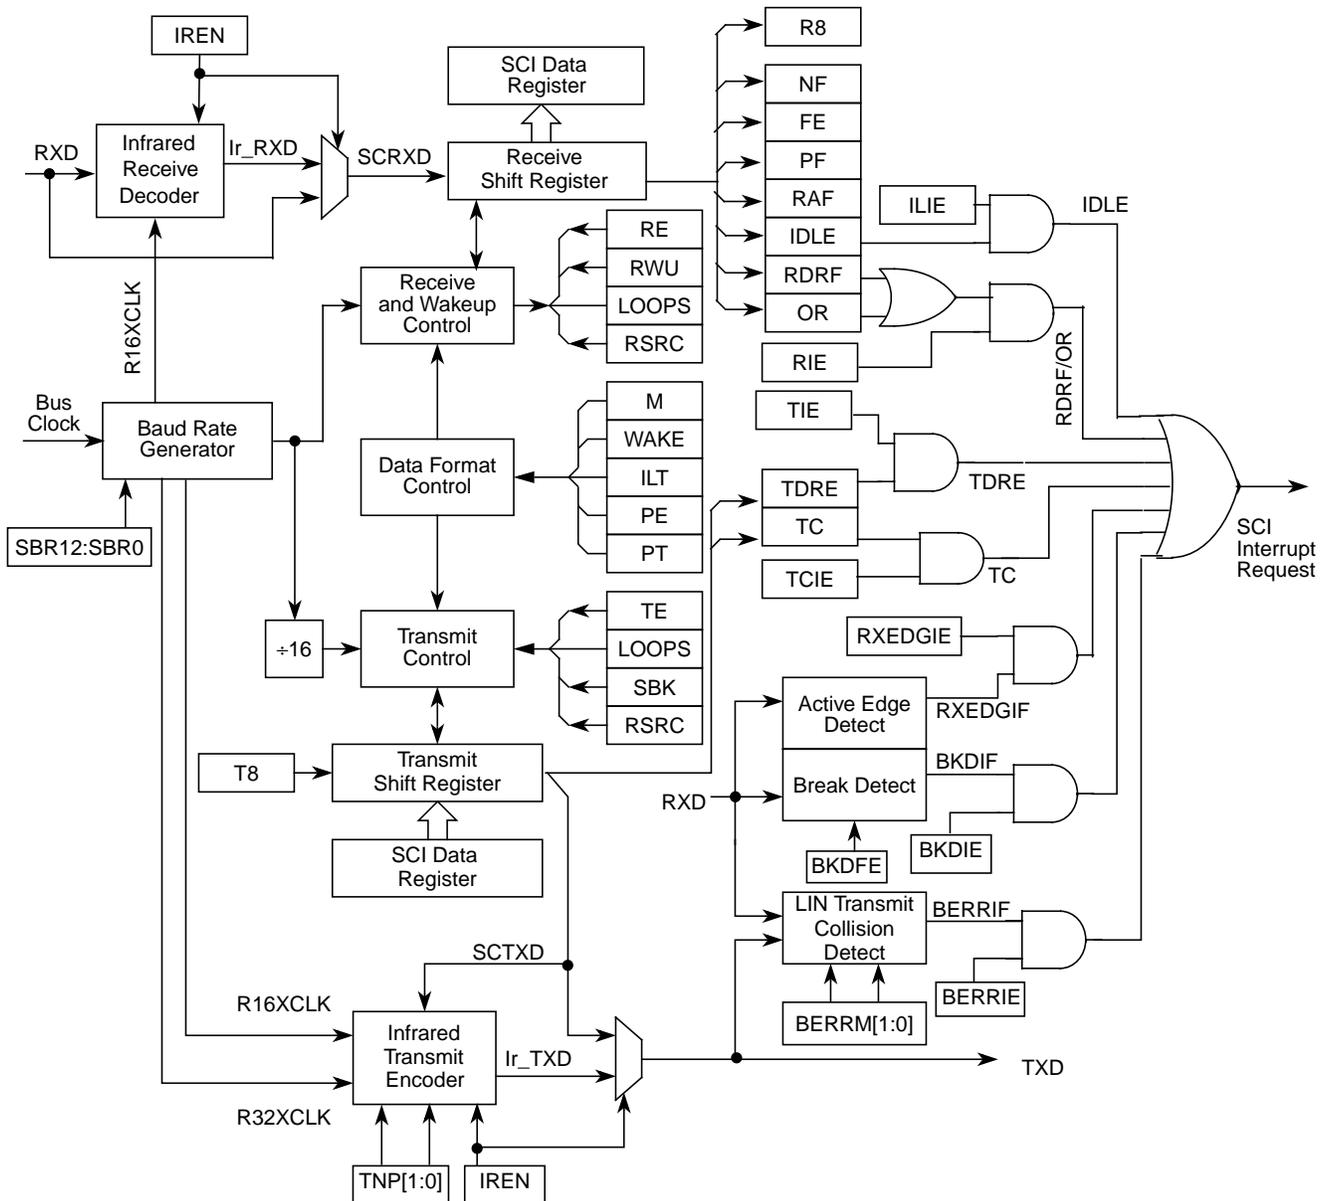 IREN
SCI Data
Register
R8
NF
FE
PF
RAF
IDLE
RDRF
OR
RXD
Infrared
Receive
Decoder
Ir_RXD
SCRXD
Receive
Shift Register
ILIE
IDLE
RE
RWU
LOOPS
RSRC
Receive
and Wakeup
Control
R16XCLK
RIE
RDRF/OR
Bus
Clock
Baud Rate
Generator
M
WAKE
ILT
PE
PT
Data Format
Control
TIE
TDRE
TC
TCIE
TDRE
TC
SCI
Interrupt
Request
SBR12:SBR0
÷16
Transmit
Control
TE
LOOPS
SBK
RSRC
RXEDGIE
Active Edge
Detect
RXEDGIF
T8
Transmit
Shift Register
RXD
Break Detect
BKDIF
BKDIE
BKDFE
SCI Data
Register
LIN Transmit
Collision
Detect
BERRIF
BERRIE
BERRM[1:0]
SCTXD
R16XCLK
Infrared
Transmit
Encoder
Ir_TXD
R32XCLK
TXD
TNP[1:0]
IREN